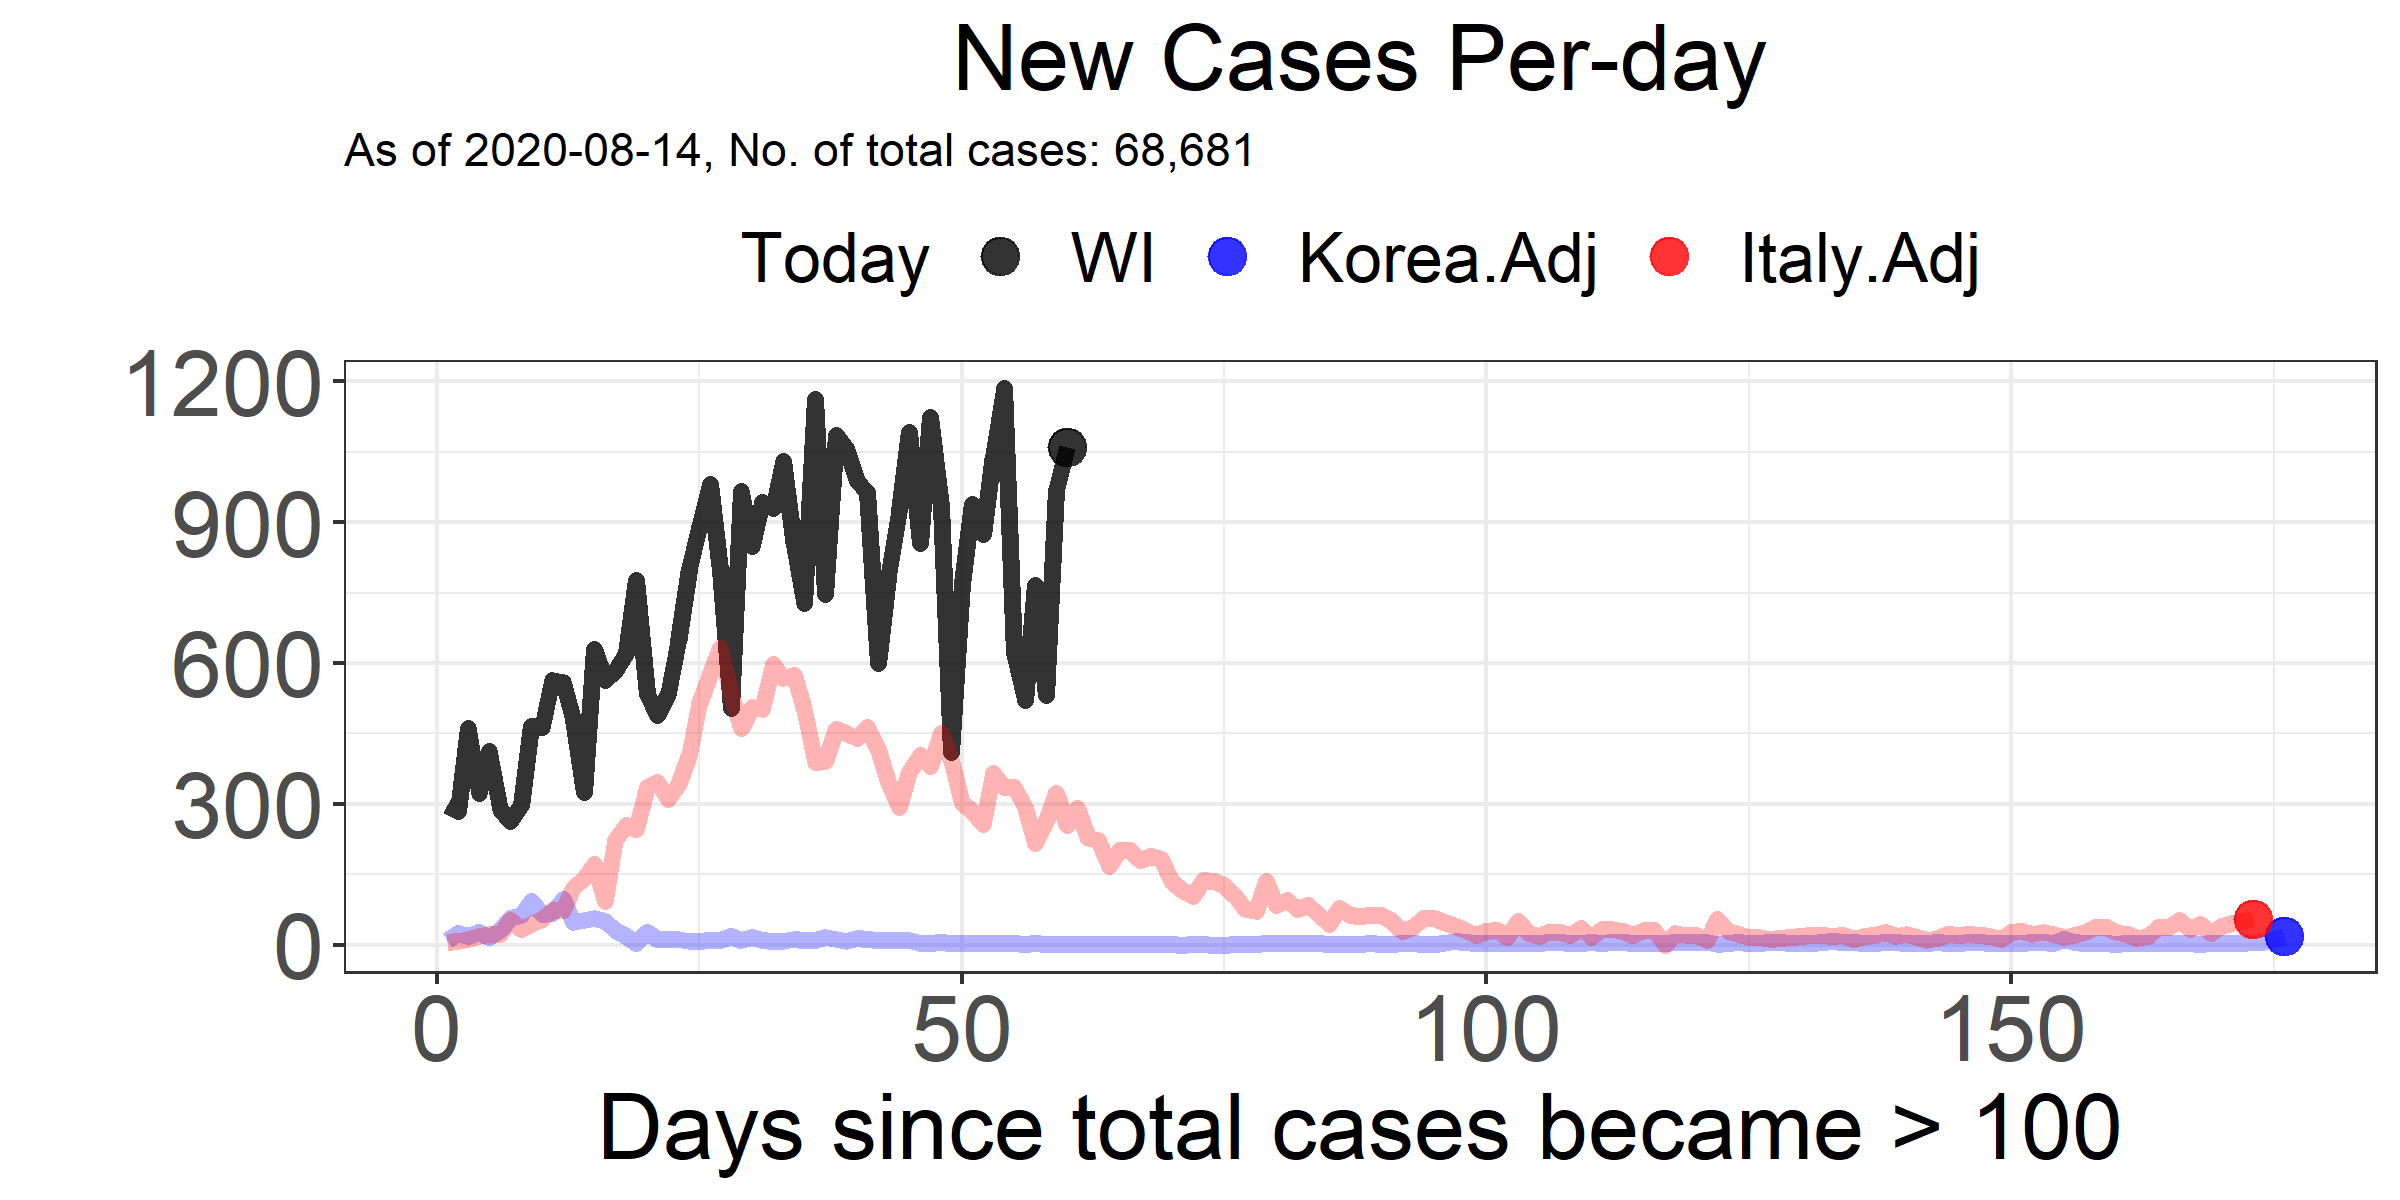 New Cases Per-day
As of 2020-08-14, No. of total cases: 68,681
Today WI Korea.Adj Italy.Adj
1200
900
600
300
0
0 50 100 150
Days since total cases became > 100